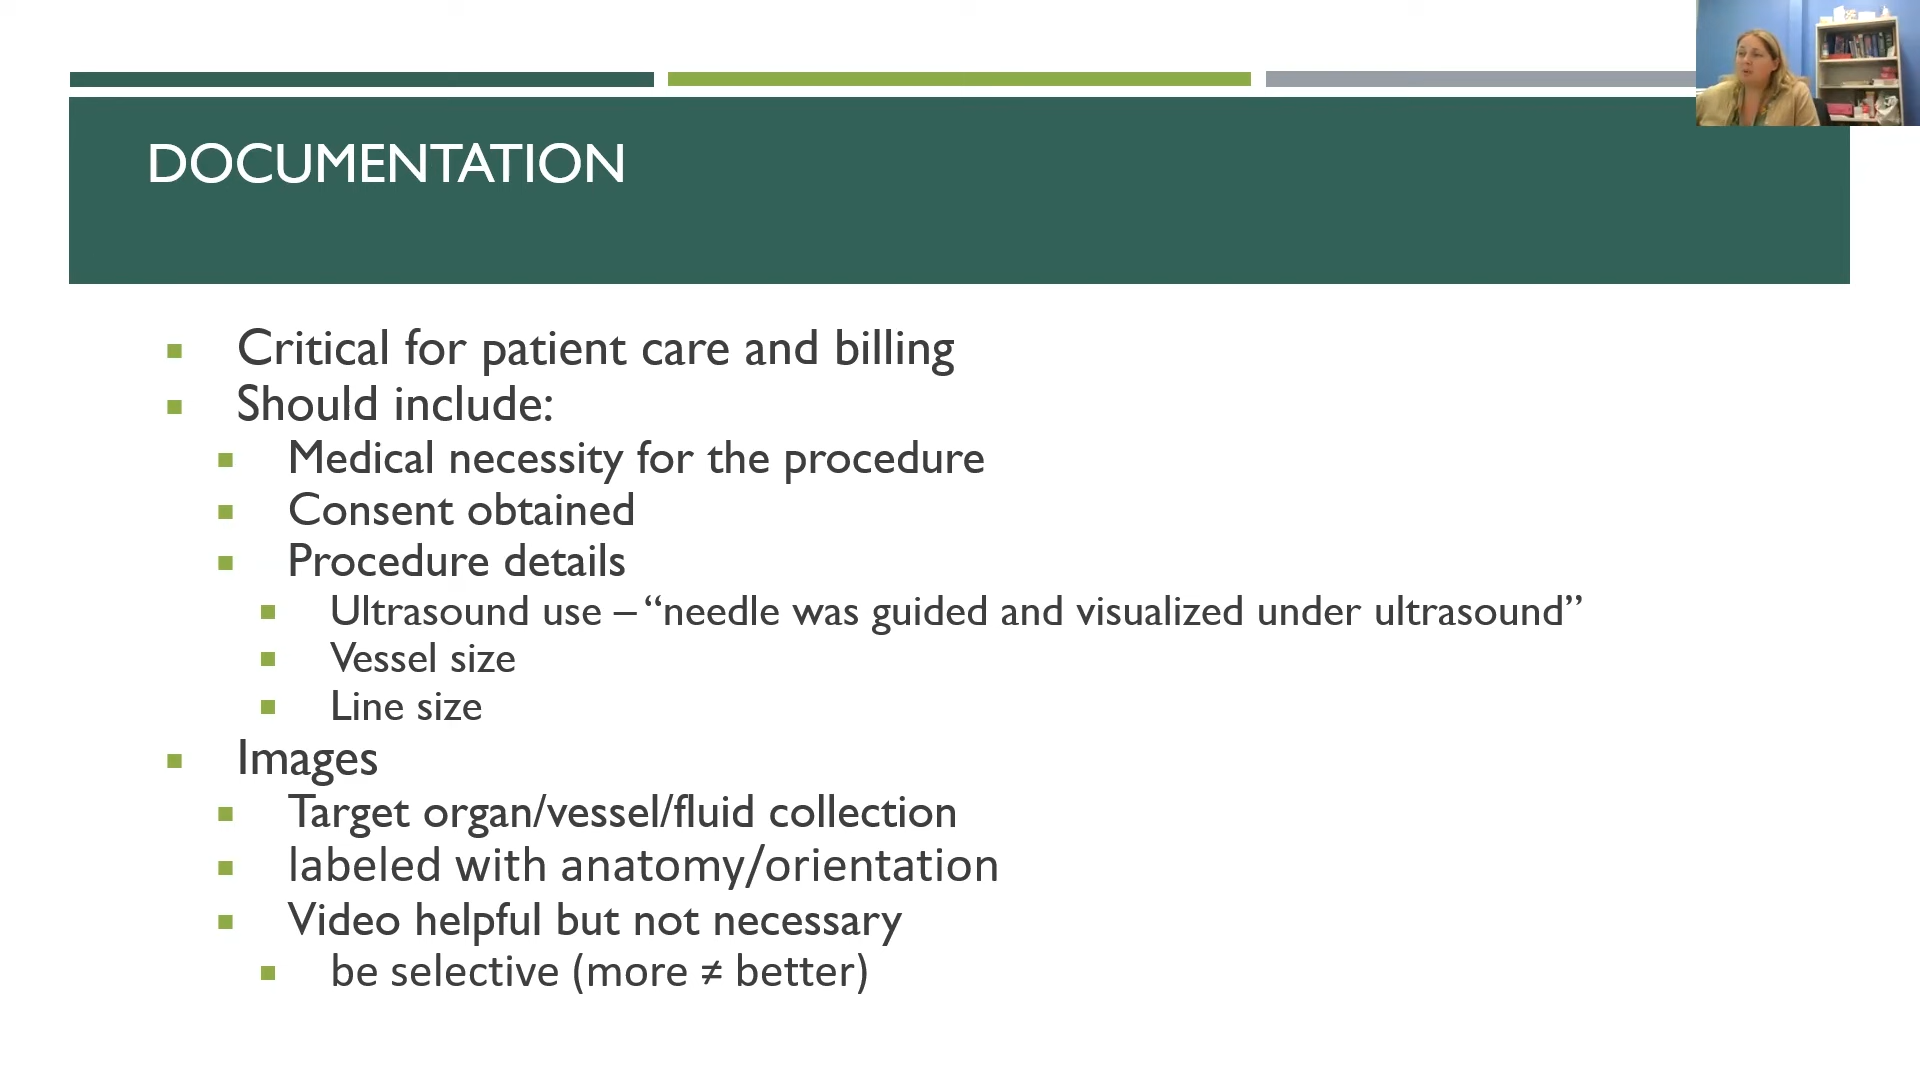 DOCUMENTATION
Critical for patient care and billing
Should include:
Medical necessity for the procedure
Consent obtained
Procedure details
Ultrasound use – “needle was guided and visualized under ultrasound”
Vessel size
Line size
Images
Target organ/vessel/fluid collection
labeled with anatomy/orientation
Video helpful but not necessary
be selective (more ≠ better)